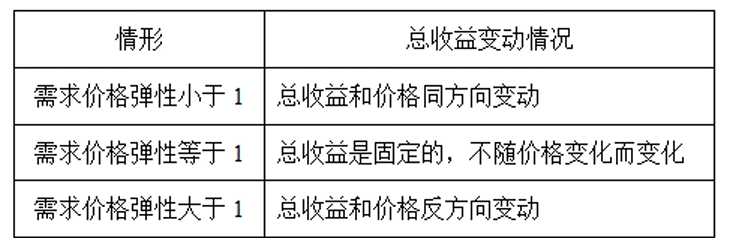 情形 总收益变动情况
需求价格弹性小于 1 总收益和价格同方向变动
需求价格弹性等于 1 总收益是固定的，不随价格变化而变化
需求价格弹性大于 1 总收益和价格反方向变动